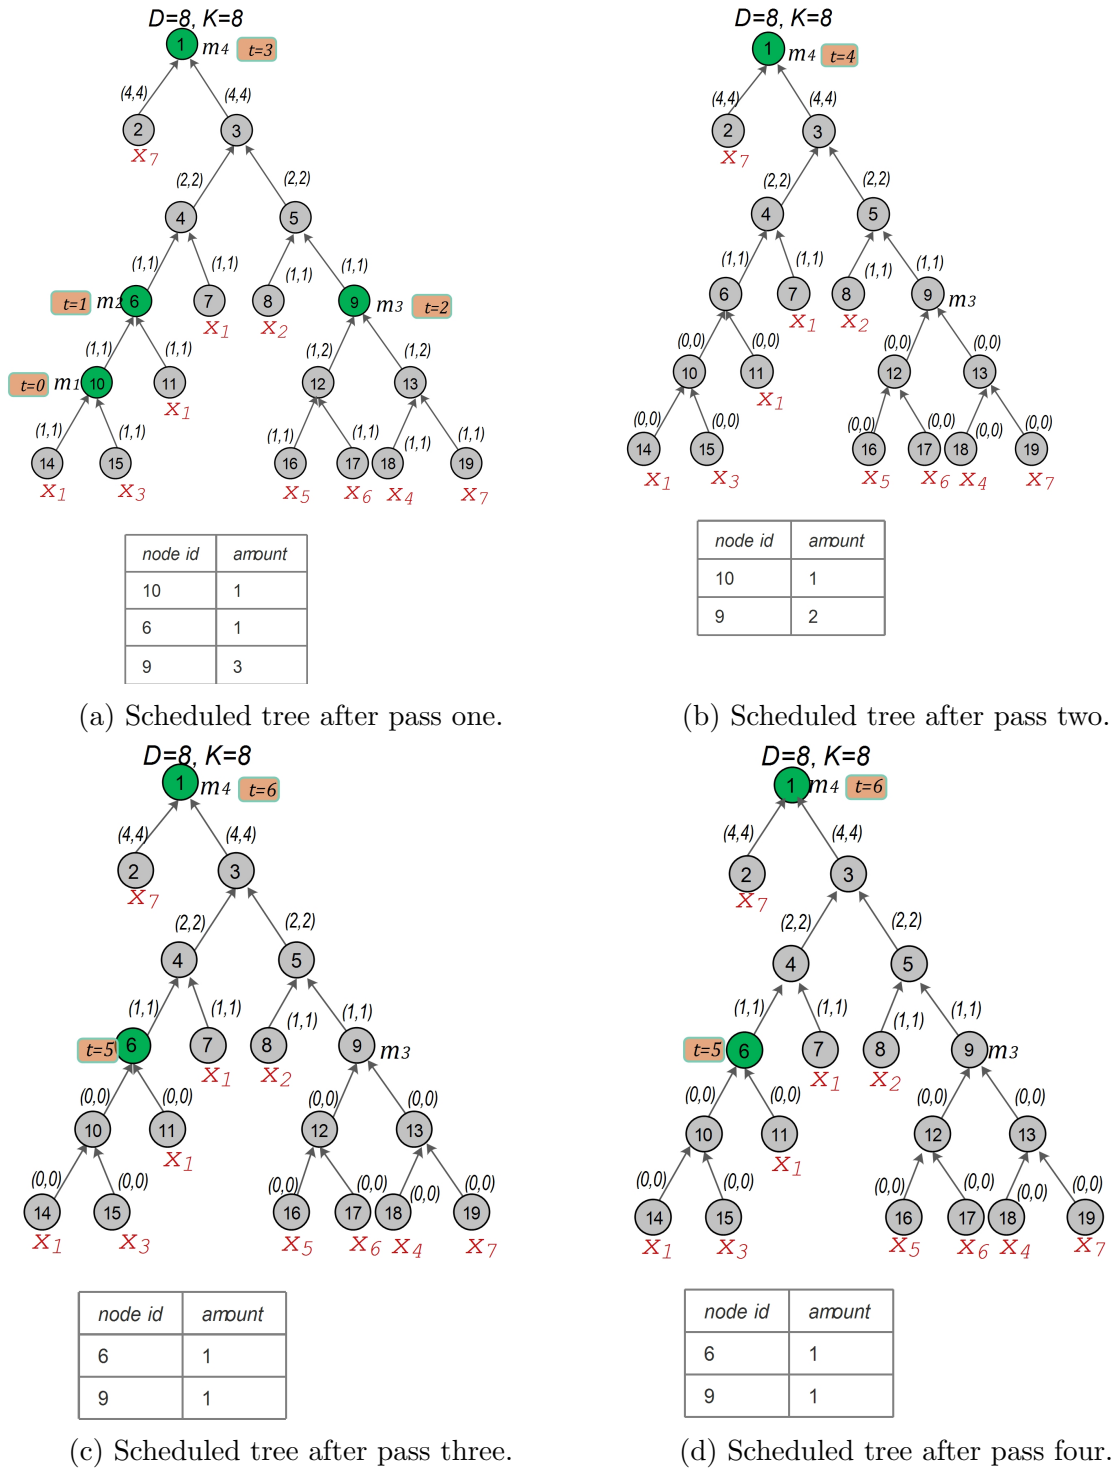 D=8, K=8
1 m4 t=3
(4,4) (4,4)
2 3
x7
(2,2) (2,2)
4 5
(1,1) (1,1) (1,1) (1,1)
t=1 m2 6 7 8 9 m3 t=2
x1 x2
(1,1) (1,1) (1,2) (1,2)
t=0 m1 10 11 12 13
x1
(1,1) (1,1) (1,1) (1,1) (1,1) (1,1)
14 15 16 17 18 19
x1 x3 x5 x6 x4 x7
node id amount
10 1
6 1
9 3
(a) Scheduled tree after pass one.
D=8, K=8
1 m4 t=4
(4,4) (4,4)
2 3
x7
(2,2) (2,2)
4 5
(1,1) (1,1) (1,1) (1,1)
6 7 8 9 m3
x1 x2
(0,0) (0,0) (0,0) (0,0)
10 11 12 13
x1
(0,0) (0,0) (0,0) (0,0) (0,0) (0,0)
14 15 16 17 18 19
x1 x3 x5 x6 x4 x7
node id amount
10 1
9 2
(b) Scheduled tree after pass two.
D=8, K=8
1 m4 t=6
(4,4) (4,4)
2 3
x7
(2,2) (2,2)
4 5
(1,1) (1,1) (1,1) (1,1)
t=5 6 7 8 9 m3
x1 x2
(0,0) (0,0) (0,0) (0,0)
10 11 12 13
x1
(0,0) (0,0) (0,0) (0,0) (0,0) (0,0)
14 15 16 17 18 19
x1 x3 x5 x6 x4 x7
node id amount
6 1
9 1
(c) Scheduled tree after pass three.
D=8, K=8
1 m4 t=6
(4,4) (4,4)
2 3
x7
(2,2) (2,2)
4 5
(1,1) (1,1) (1,1) (1,1)
t=5 6 7 8 9 m3
x1 x2
(0,0) (0,0) (0,0) (0,0)
10 11 12 13
x1
(0,0) (0,0) (0,0) (0,0) (0,0) (0,0)
14 15 16 17 18 19
x1 x3 x5 x6 x4 x7
node id amount
6 1
9 1
(d) Scheduled tree after pass four.